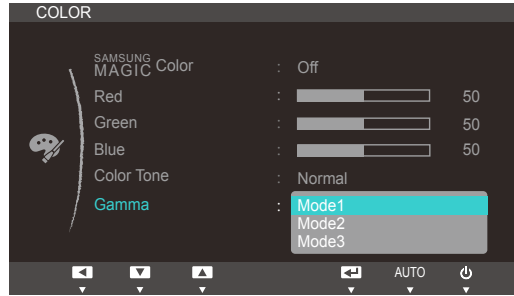 COLOR
SAMSUNG MAGIC Color : Off
Red : 50
Green : 50
Blue : 50
Color Tone : Normal
Gamma : Mode1
Mode2
Mode3
AUTO